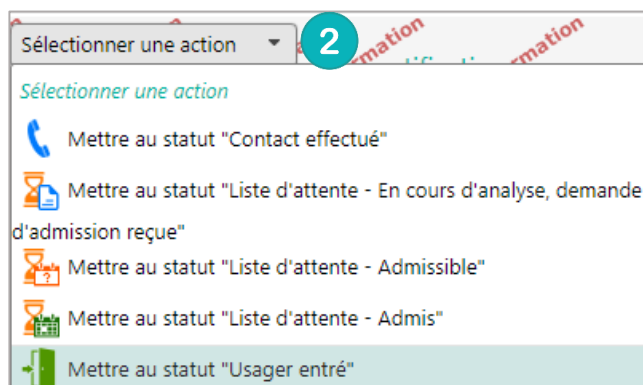 Sélectionner une action
2
mation
rmation
Sélectionner une action
Mettre au statut "Contact effectué"
Mettre au statut "Liste d'attente - En cours d'analyse, demande
d'admission reçue"
Mettre au statut "Liste d'attente - Admissible"
Mettre au statut "Liste d'attente - Admis"
Mettre au statut "Usager entré"